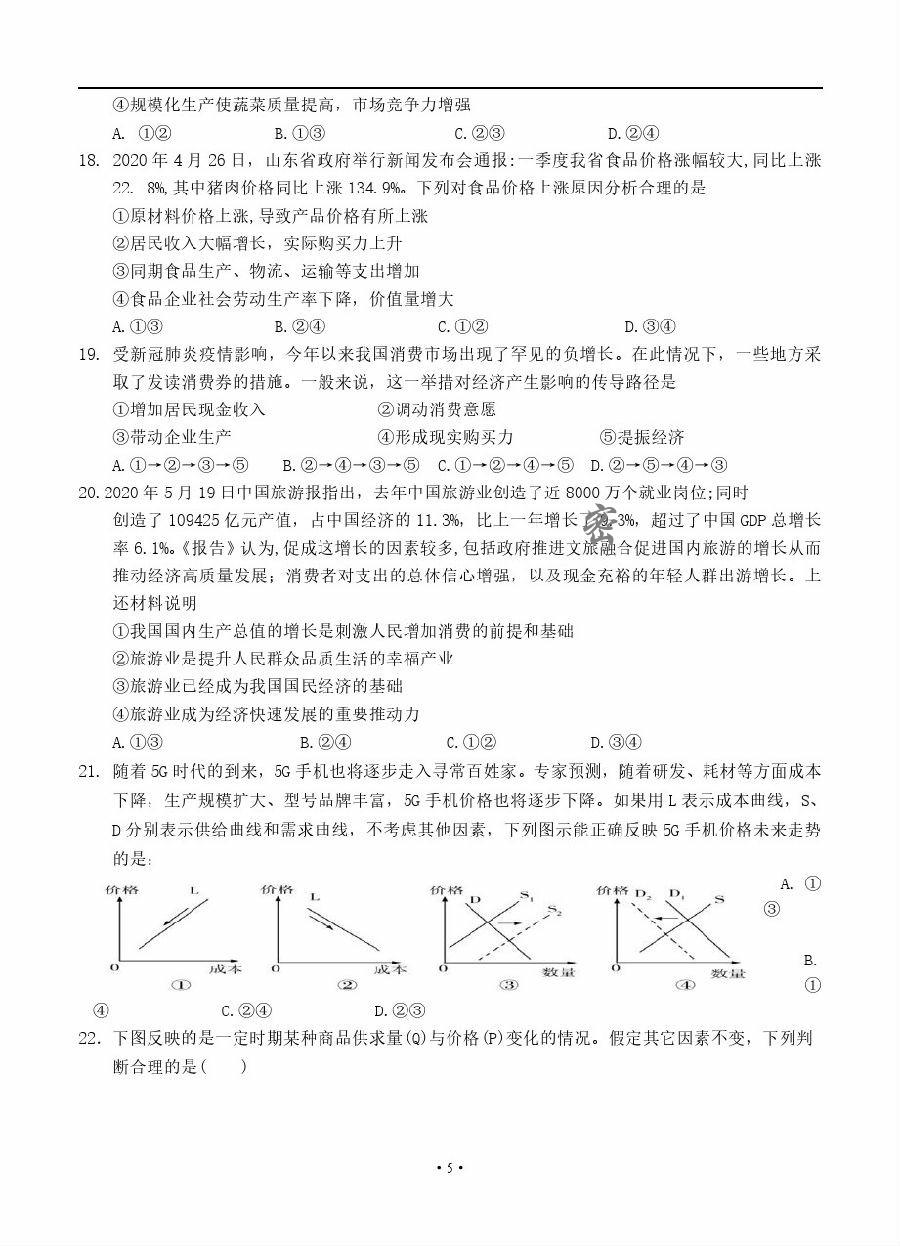 ④规模化生产使蔬菜质量提高，市场竞争力增强
A. ①② B.①③ C.②③ D.②④
18. 2020 年 4 月 26 日，山东省政府举行新闻发布会通报:一季度我省食品价格涨幅较大,同比上涨
22. 8%,其中猪肉价格同比上涨 134.9%。下列对食品价格上涨原因分析合理的是
①原材料价格上涨,导致产品价格有所上涨
②居民收入大幅增长，实际购买力上升
③同期食品生产、物流、运输等支出增加
④食品企业社会劳动生产率下降，价值量增大
A.①③ B.②④ C.①② D.③④
19. 受新冠肺炎疫情影响，今年以来我国消费市场出现了罕见的负增长。在此情况下，一些地方采
取了发读消费券的措施。一般来说，这一举措对经济产生影响的传导路径是
①增加居民现金收入 ②调动消费意愿
③带动企业生产 ④形成现实购买力 ⑤提振经济
A.①→②→③→⑤ B.②→④→③→⑤ C.①→②→④→⑤ D.②→⑤→④→③
20.2020 年 5 月 19 日中国旅游报指出，去年中国旅游业创造了近 8000 万个就业岗位;同时
创造了 109425 亿元产值，占中国经济的 11.3%，比上一年增长 密 .3%，超过了中国 GDP 总增长
率 6.1%。《报告》认为,促成这增长的因素较多,包括政府推进文旅融合促进国内旅游的增长从而
推动经济高质量发展；消费者对支出的总体信心增强，以及现金充裕的年轻人群出游增长。上
还材料说明
①我国国内生产总值的增长是刺激人民增加消费的前提和基础
②旅游业是提升人民群众品质生活的幸福产业
③旅游业已经成为我国国民经济的基础
④旅游业成为经济快速发展的重要推动力
A.①③ B.②④ C.①② D.③④
21. 随着 5G 时代的到来，5G 手机也将逐步走入寻常百姓家。专家预测，随着研发、耗材等方面成本
下降，生产规模扩大、型号品牌丰富，5G 手机价格也将逐步下降。如果用 L 表示成本曲线，S、
D 分别表示供给曲线和需求曲线，不考虑其他因素，下列图示能正确反映 5G 手机价格未来走势
的是:
价格 L 0 成本 ①
价格 L 0 成本 ②
价格 D S1 S2 0 数量 ③
价格 D2 D1 S 0 数量 ④
A. ①
③
B.
①
④ C.②④ D.②③
22. 下图反映的是一定时期某种商品供求量(Q)与价格(P)变化的情况。假定其它因素不变，下列判
断合理的是( )
• 5 •